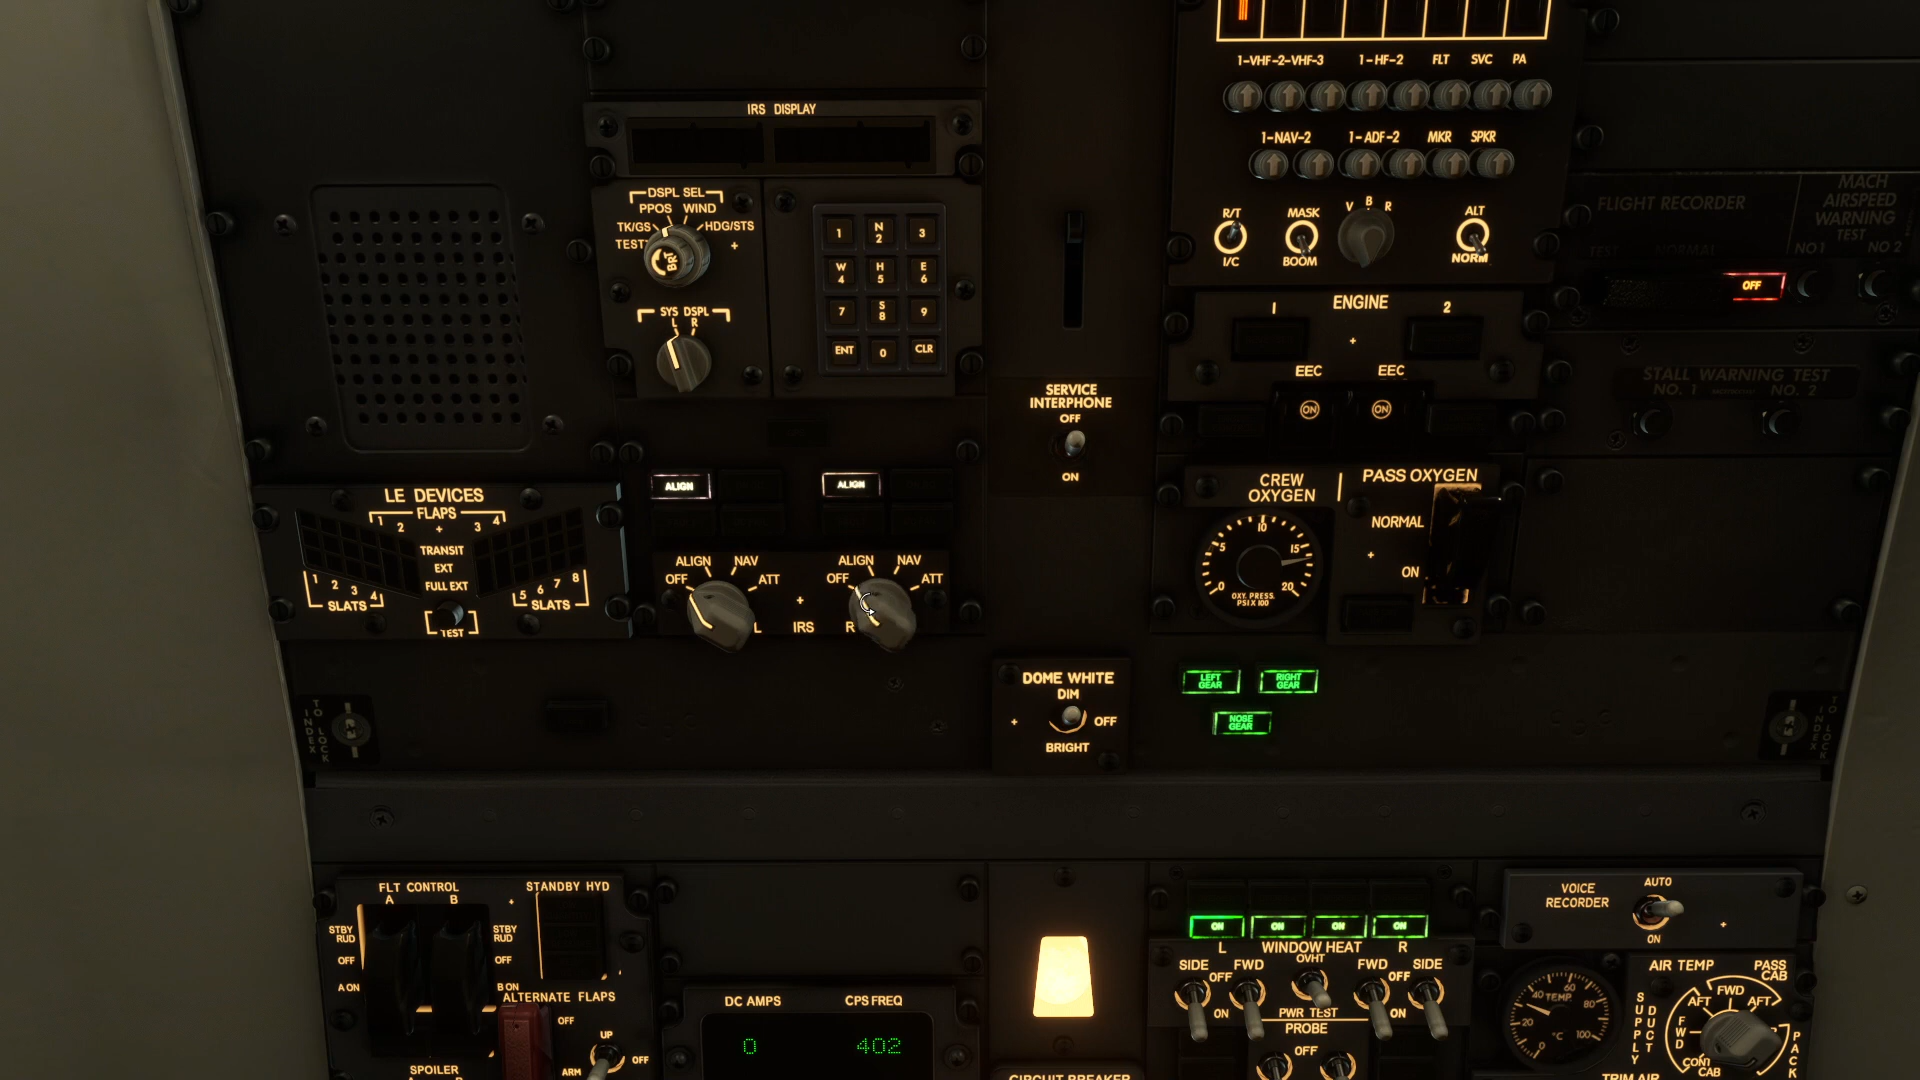 IRS DISPLAY
DSPL SEL
PPOS WIND
TK/GS HDG/STS
TEST
BRT
SYS DSPL
L R
1 N 2 3
W 4 H 5 E 6
7 S 8 9
ENT 0 CLR
1-VHF-2-VHF-3 1-HF-2 FLT SVC PA
1-NAV-2 1-ADF-2 MKR SPKR
R/T MASK V B R ALT
I/C BOOM NORM
FLIGHT RECORDER
TEST NORMAL
OFF
MACH
AIRSPEED
WARNING
TEST
NO 1 NO 2
1 ENGINE 2
EEC EEC
ON ON
STALL WARNING TEST
NO. 1 NO. 2
SERVICE
INTERPHONE
OFF
ON
LE DEVICES
FLAPS
1 2 3 4
TRANSIT
EXT
FULL EXT
1 2 3 4 5 6 7 8
SLATS SLATS
TEST
ALIGN ALIGN
ALIGN NAV ALIGN NAV
OFF ATT OFF ATT
L IRS R
CREW
OXYGEN
5 10 15
0 20
OXY. PRESS.
PSI X 100
PASS OXYGEN
NORMAL
ON
DOME WHITE
DIM
OFF
BRIGHT
LEFT
GEAR
RIGHT
GEAR
NOSE
GEAR
TO LOCK
INDEX
TO LOCK
INDEX
FLT CONTROL
A B
STBY
RUD
STBY
RUD
OFF OFF
A ON B ON
SPOILER
STANDBY HYD
ALTERNATE FLAPS
OFF
UP
OFF
ARM
DC AMPS CPS FREQ
0 402
CIRCUIT BREAKER
ON ON ON ON
L WINDOW HEAT R
SIDE FWD OVHT FWD SIDE
OFF OFF
ON PWR TEST ON
PROBE
OFF
VOICE
RECORDER
AUTO
ON
TEMP
0 20 40 60 80 100
°C
AIR TEMP
SUPPLY
DUCT
PASS
CAB
AFT FWD AFT
FWD
CONT
CAB
PACK
TRIM AIR